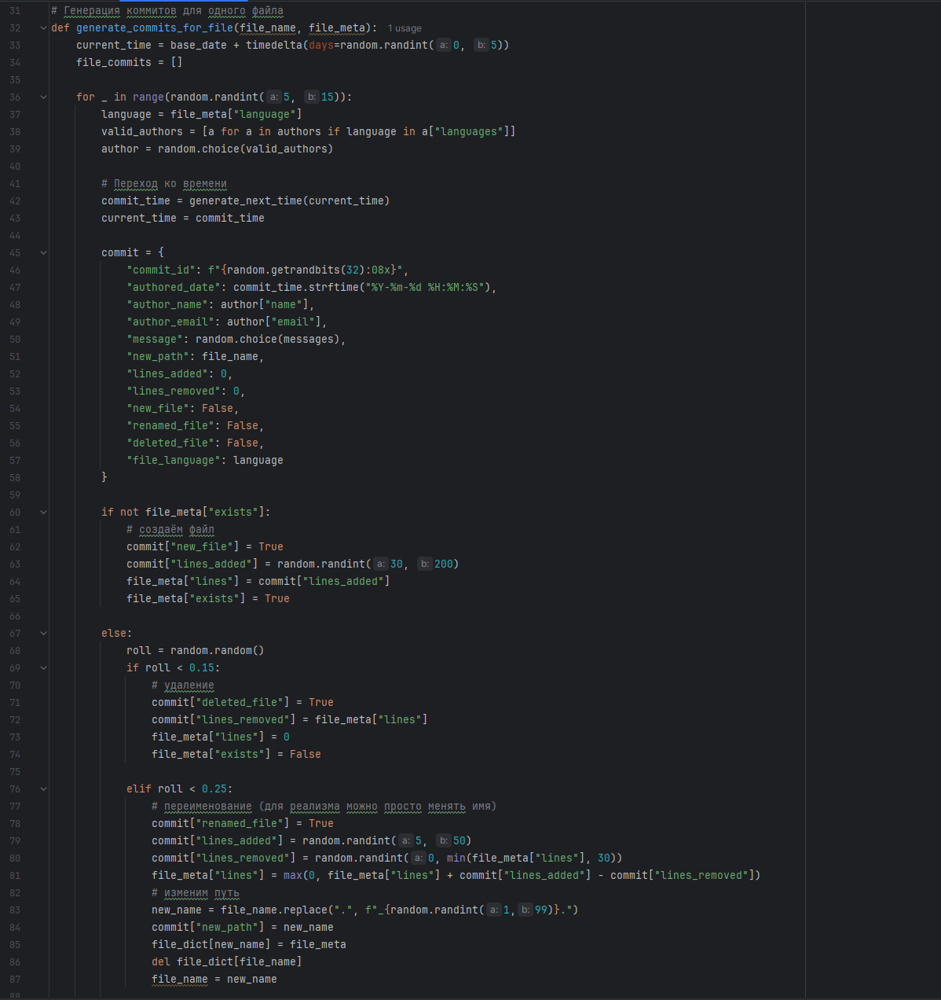 31 # Генерация коммитов для одного файла
32 def generate_commits_for_file(file_name, file_meta): 1 usage
33 current_time = base_date + timedelta(days=random.randint( a: 0, b: 5))
34 file_commits = []
35
36 for _ in range(random.randint( a: 5, b: 15)):
37 language = file_meta["language"]
38 valid_authors = [a for a in authors if language in a["languages"]]
39 author = random.choice(valid_authors)
40
41 # Переход ко времени
42 commit_time = generate_next_time(current_time)
43 current_time = commit_time
44
45 commit = {
46 "commit_id": f"{random.getrandbits(32):08x}",
47 "authored_date": commit_time.strftime("%Y-%m-%d %H:%M:%S"),
48 "author_name": author["name"],
49 "author_email": author["email"],
50 "message": random.choice(messages),
51 "new_path": file_name,
52 "lines_added": 0,
53 "lines_removed": 0,
54 "new_file": False,
55 "renamed_file": False,
56 "deleted_file": False,
57 "file_language": language
58 }
59
60 if not file_meta["exists"]:
61 # создаём файл
62 commit["new_file"] = True
63 commit["lines_added"] = random.randint( a: 30, b: 200)
64 file_meta["lines"] = commit["lines_added"]
65 file_meta["exists"] = True
66
67 else:
68 roll = random.random()
69 if roll < 0.15:
70 # удаление
71 commit["deleted_file"] = True
72 commit["lines_removed"] = file_meta["lines"]
73 file_meta["lines"] = 0
74 file_meta["exists"] = False
75
76 elif roll < 0.25:
77 # переименование (для реализма можно просто менять имя)
78 commit["renamed_file"] = True
79 commit["lines_added"] = random.randint( a: 5, b: 50)
80 commit["lines_removed"] = random.randint( a: 0, min(file_meta["lines"], 30))
81 file_meta["lines"] = max(0, file_meta["lines"] + commit["lines_added"] - commit["lines_removed"])
82 # изменим путь
83 new_name = file_name.replace(".", f"_{random.randint( a: 1, b: 99)}.")
84 commit["new_path"] = new_name
85 file_dict[new_name] = file_meta
86 del file_dict[file_name]
87 file_name = new_name
88